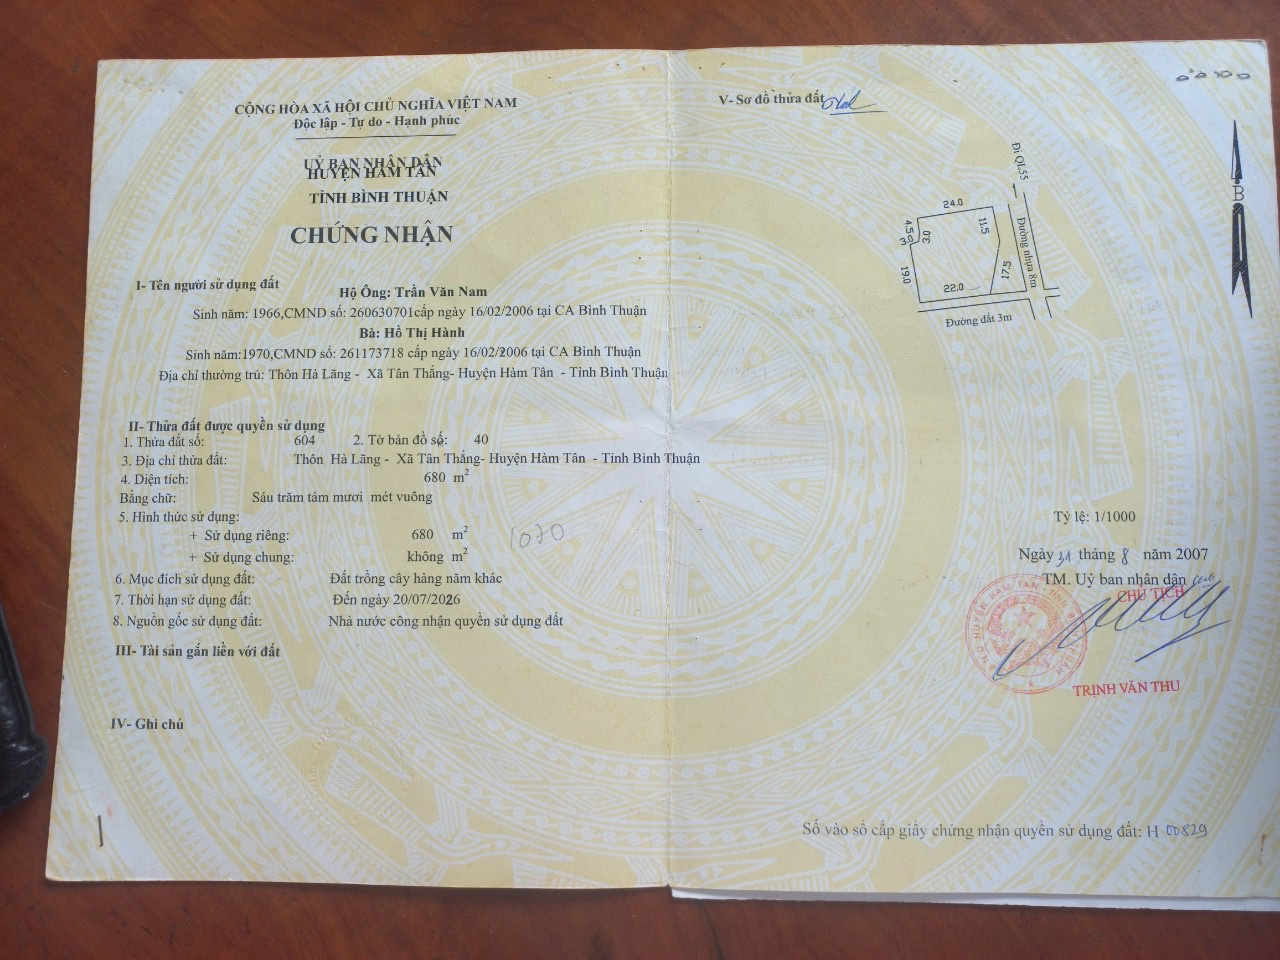 CỘNG HÒA XÃ HỘI CHỦ NGHĨA VIỆT NAM
Độc lập - Tự do - Hạnh phúc
UỶ BAN NHÂN DÂN
HUYỆN HÀM TÂN
TỈNH BÌNH THUẬN
CHỨNG NHẬN
I- Tên người sử dụng đất
Hộ Ông: Trần Văn Nam
Sinh năm: 1966,CMND số: 260630701cấp ngày 16/02/2006 tại CA Bình Thuận
Bà: Hồ Thị Hành
Sinh năm:1970,CMND số: 261173718 cấp ngày 16/02/2006 tại CA Bình Thuận
Địa chỉ thường trú: Thôn Hà Lãng - Xã Tân Thắng- Huyện Hàm Tân - Tỉnh Bình Thuận
II- Thửa đất được quyền sử dụng
1. Thửa đất số: 604 2. Tờ bản đồ số: 40
3. Địa chỉ thửa đất: Thôn Hà Lãng - Xã Tân Thắng- Huyện Hàm Tân - Tỉnh Bình Thuận
4. Diện tích: 680 m2
Bằng chữ: Sáu trăm tám mươi mét vuông
5. Hình thức sử dụng:
+ Sử dụng riêng: 680 m2
1070
+ Sử dụng chung: không m2
6. Mục đích sử dụng đất: Đất trồng cây hàng năm khác
7. Thời hạn sử dụng đất: Đến ngày 20/07/2026
8. Nguồn gốc sử dụng đất: Nhà nước công nhận quyền sử dụng đất
III- Tài sản gắn liền với đất
IV- Ghi chú
V- Sơ đồ thửa đất
Đi QL55
B
24.0
4.5
3.0
3.0
11.5
Đường nhựa 8m
19.0
17.5
22.0
Đường đất 3m
Tỷ lệ: 1/1000
Ngày 31 tháng 8 năm 2007
TM. Uỷ ban nhân dân
CHỦ TỊCH
TRỊNH VĂN THU
Số vào sổ cấp giấy chứng nhận quyền sử dụng đất: H 00829